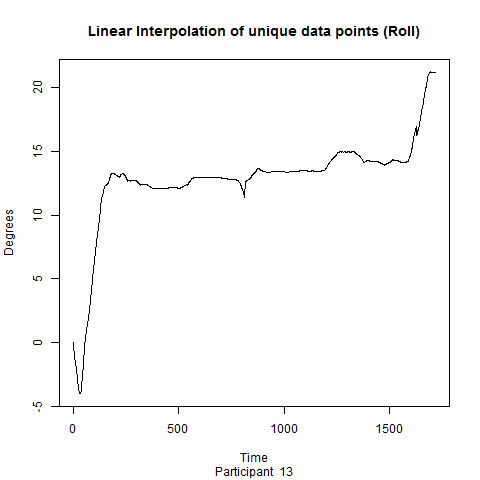 Linear Interpolation of unique data points (Roll)
Degrees
20
15
10
5
0
-5
0 500 1000 1500
Time
Participant 13